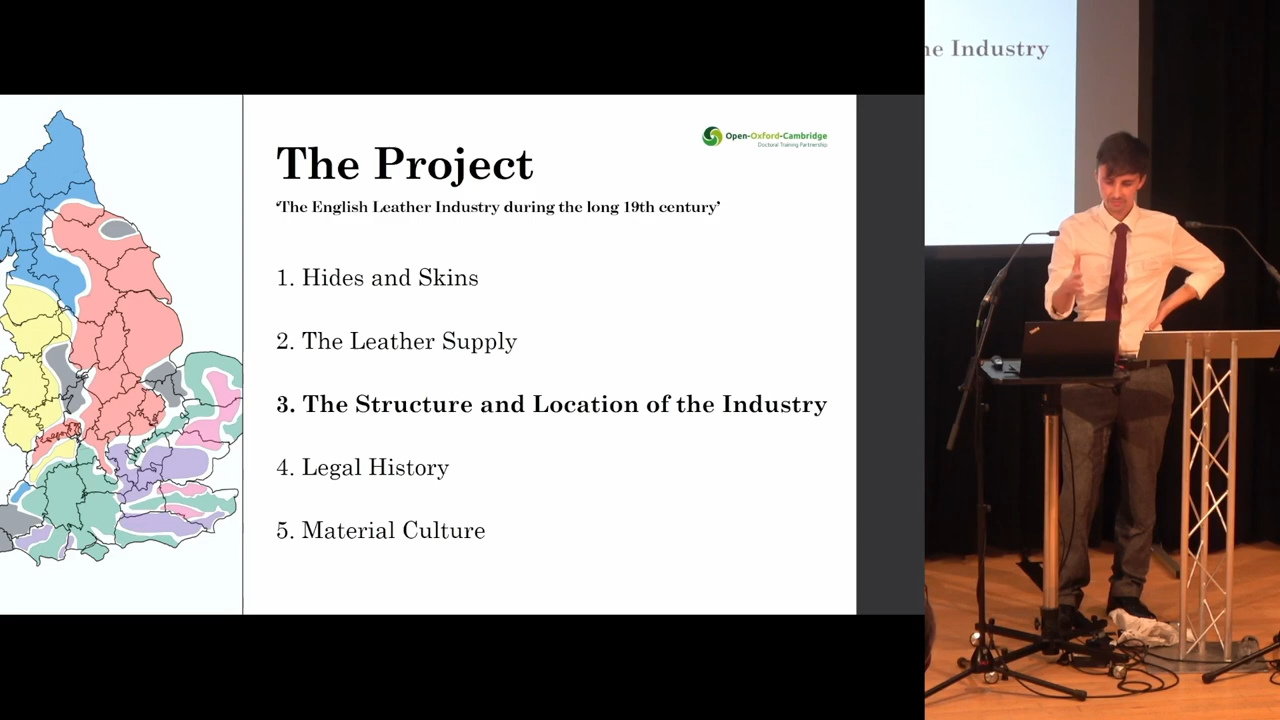 The Project
Open-Oxford-Cambridge
Doctoral Training Partnership
‘The English Leather Industry during the long 19th century’
1. Hides and Skins
2. The Leather Supply
3. The Structure and Location of the Industry
4. Legal History
5. Material Culture
he Industry